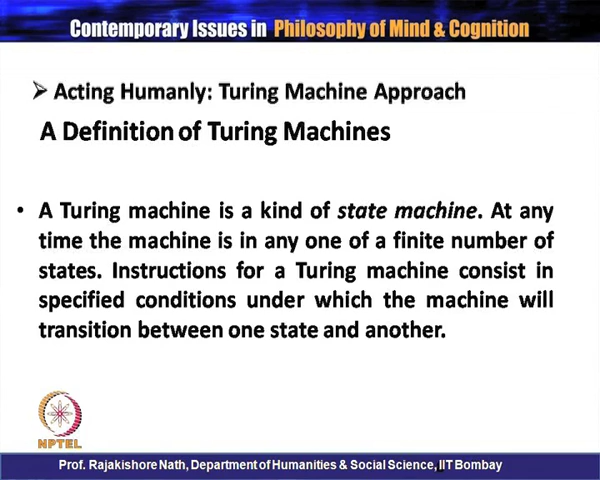 Contemporary Issues in Philosophy of Mind & Cognition
Acting Humanly: Turing Machine Approach
A Definition of Turing Machines
• A Turing machine is a kind of state machine. At any
time the machine is in any one of a finite number of
states. Instructions for a Turing machine consist in
specified conditions under which the machine will
transition between one state and another.
NPTEL
Prof. Rajakishore Nath, Department of Humanities & Social Science, IIT Bombay